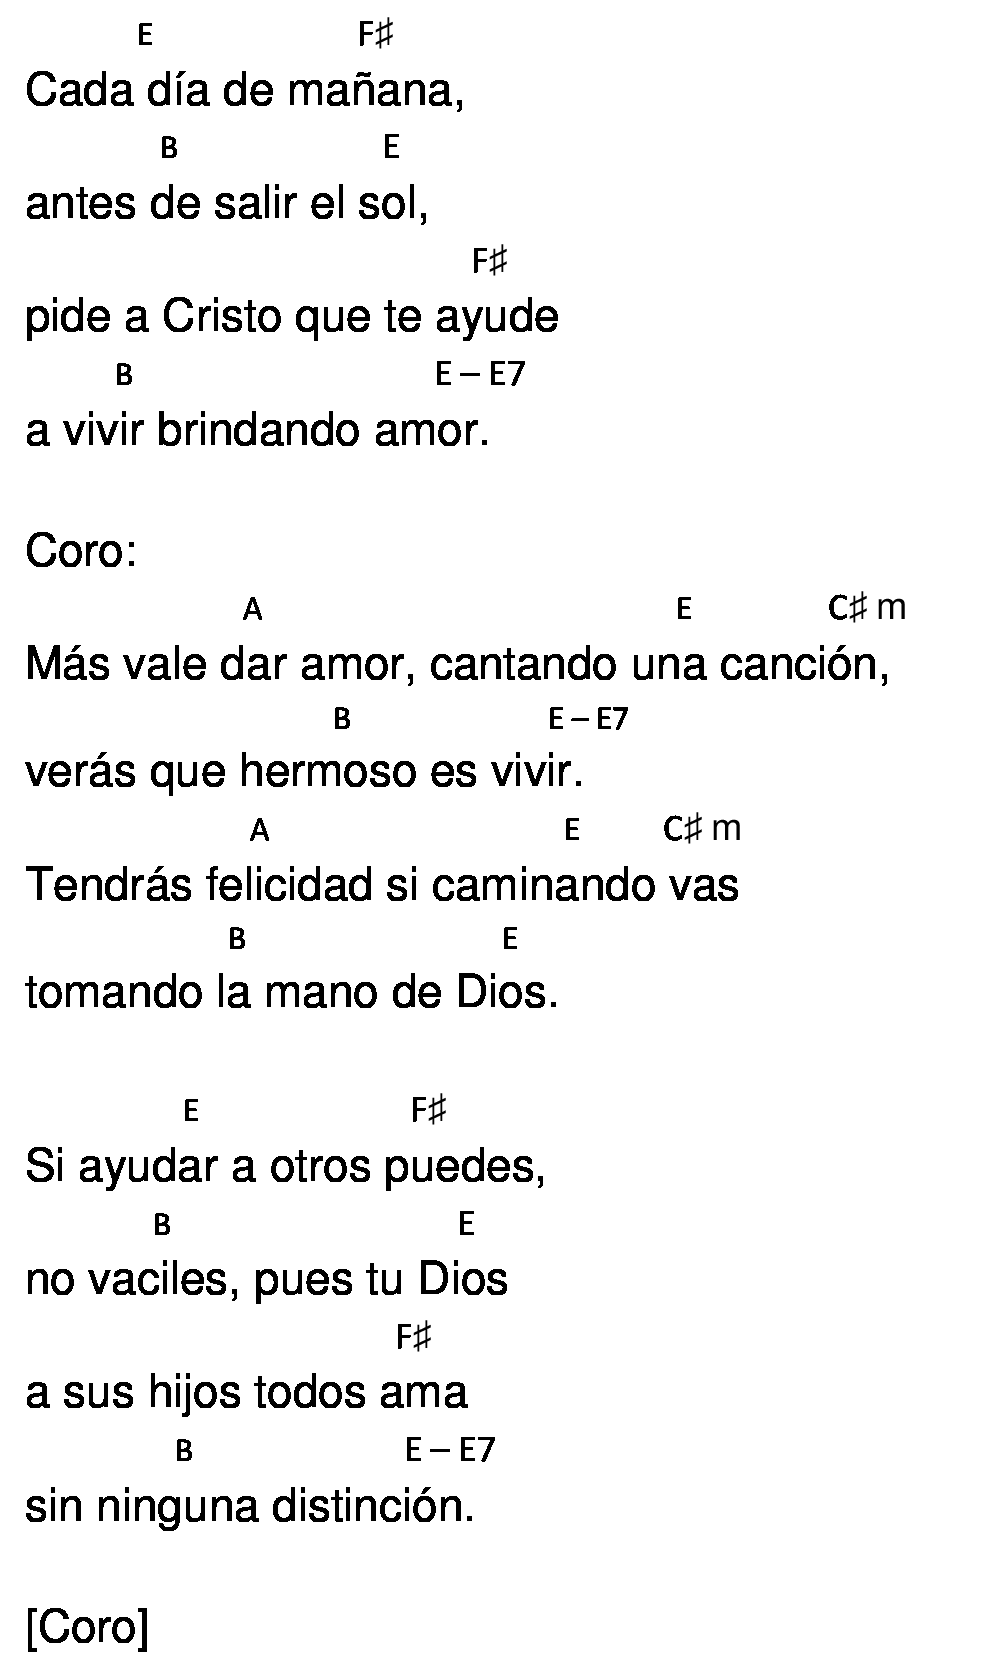 E F♯
Cada día de mañana,
B E
antes de salir el sol,
F♯
pide a Cristo que te ayude
B E – E7
a vivir brindando amor.
Coro:
A E C♯ m
Más vale dar amor, cantando una canción,
B E – E7
verás que hermoso es vivir.
A E C♯ m
Tendrás felicidad si caminando vas
B E
tomando la mano de Dios.
E F♯
Si ayudar a otros puedes,
B E
no vaciles, pues tu Dios
F♯
a sus hijos todos ama
B E – E7
sin ninguna distinción.
[Coro]